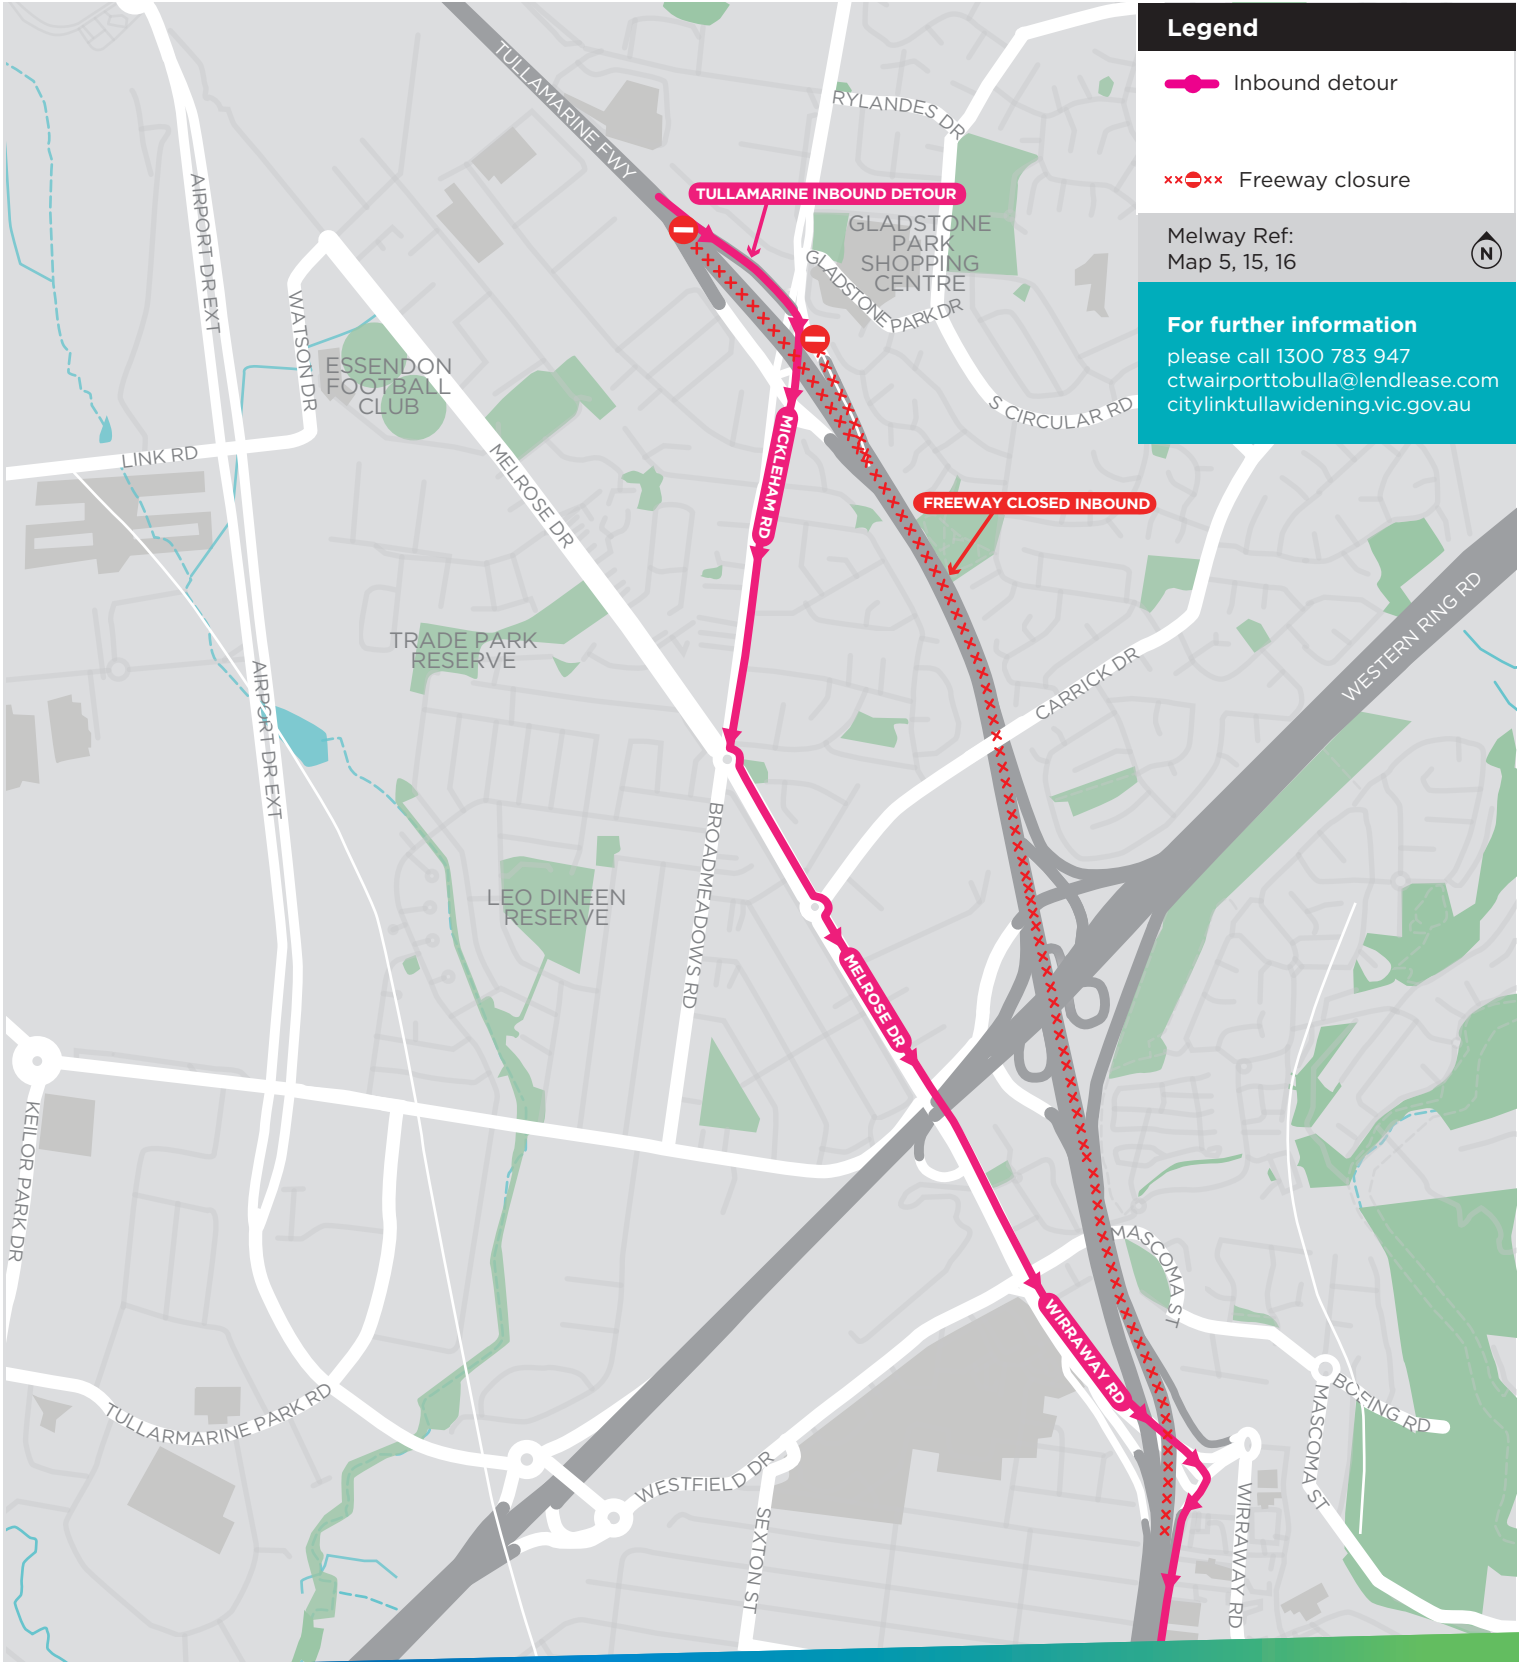 Legend
Inbound detour
Freeway closure
Melway Ref:
Map 5, 15, 16
N
For further information
please call 1300 783 947
ctwairporttobulla@lendlease.com
citylinktullawidening.vic.gov.au
TULLAMARINE FWY
RYLANDES DR
AIRPORT DR EXT
TULLAMARINE INBOUND DETOUR
GLADSTONE
PARK
SHOPPING
CENTRE
GLADSTONE PARK DR
WATSON DR
ESSENDON
FOOTBALL
CLUB
S CIRCULAR RD
LINK RD
MELROSE DR
MICKLEHAM RD
FREEWAY CLOSED INBOUND
WESTERN RING RD
TRADE PARK
RESERVE
CARRICK DR
AIRPORT DR EXT
BROADMEADOWS RD
LEO DINEEN
RESERVE
MELROSE DR
KEILOR PARK DR
MASCOMA ST
WIRRAWAY RD
TULLARMARINE PARK RD
BOEING RD
MASCOMA ST
WESTFIELD DR
SEXTON ST
WIRRAWAY RD